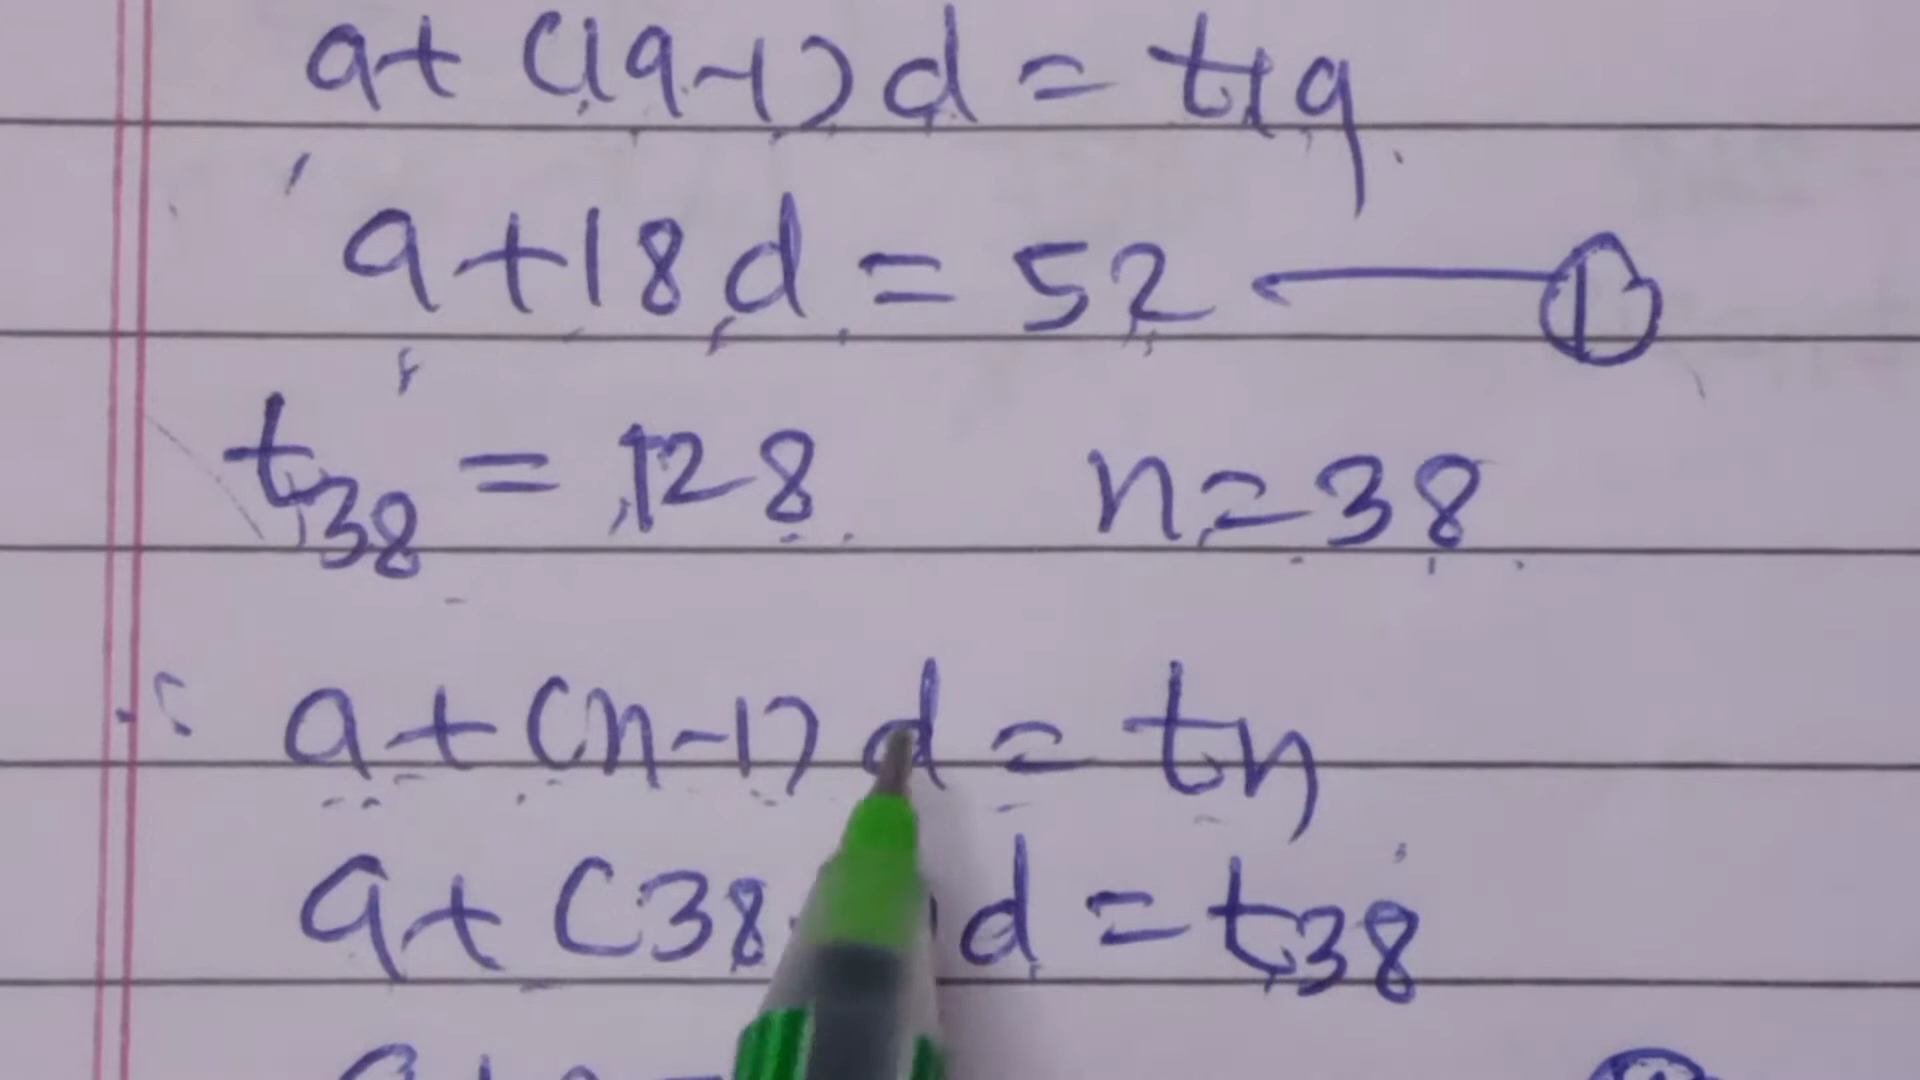 a+(19-1)d=t19
a+18d=52 ← ①
t38=128 n=38
∴ a+(n-1)d=tn
a+(38 d=t38
a+